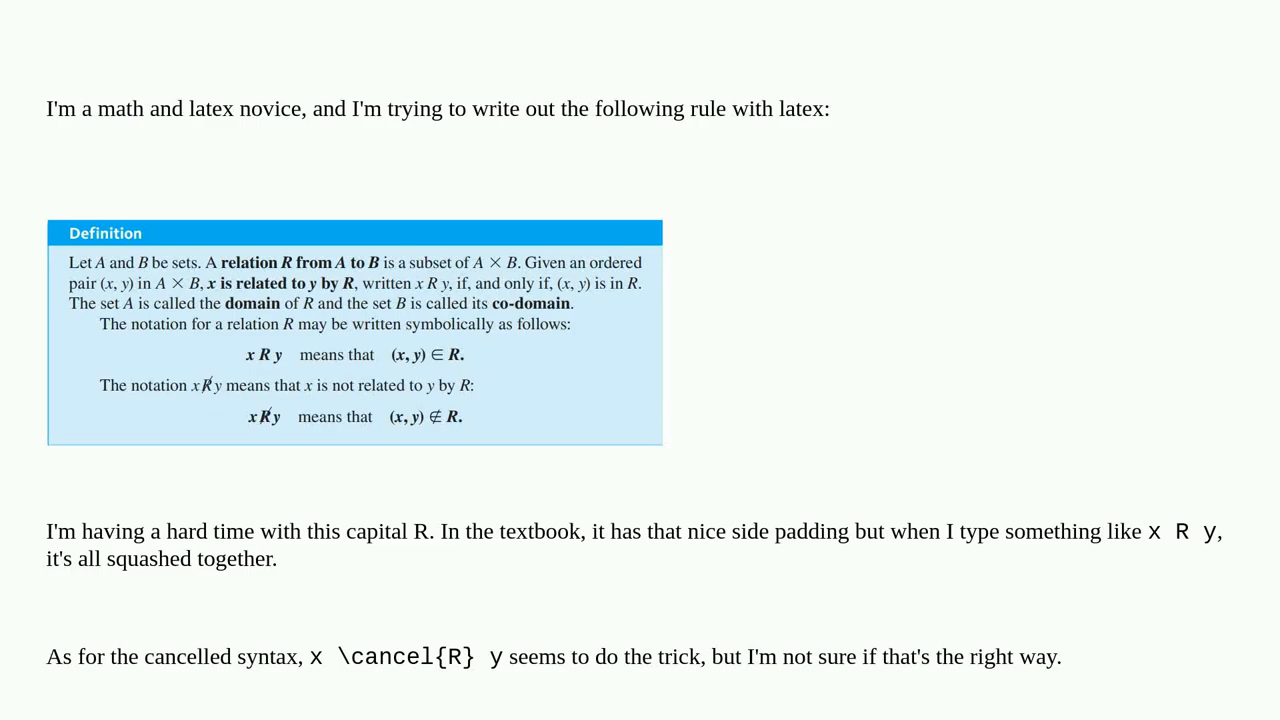 I'm a math and latex novice, and I'm trying to write out the following rule with latex:
Definition
Let A and B be sets. A relation R from A to B is a subset of A × B. Given an ordered
pair (x, y) in A × B, x is related to y by R, written x R y, if, and only if, (x, y) is in R.
The set A is called the domain of R and the set B is called its co-domain.
The notation for a relation R may be written symbolically as follows:
x R y means that (x, y) ∈ R.
The notation x R̸ y means that x is not related to y by R:
x R̸ y means that (x, y) ∉ R.
I'm having a hard time with this capital R. In the textbook, it has that nice side padding but when I type something like x R y,
it's all squashed together.
As for the cancelled syntax, x \cancel{R} y seems to do the trick, but I'm not sure if that's the right way.